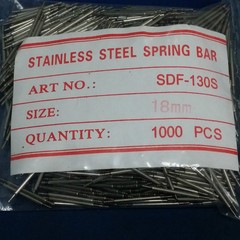 STAINLESS STEEL SPRING BAR
ART NO.: SDF-130S
SIZE: 18mm
QUANTITY: 1000 PCS